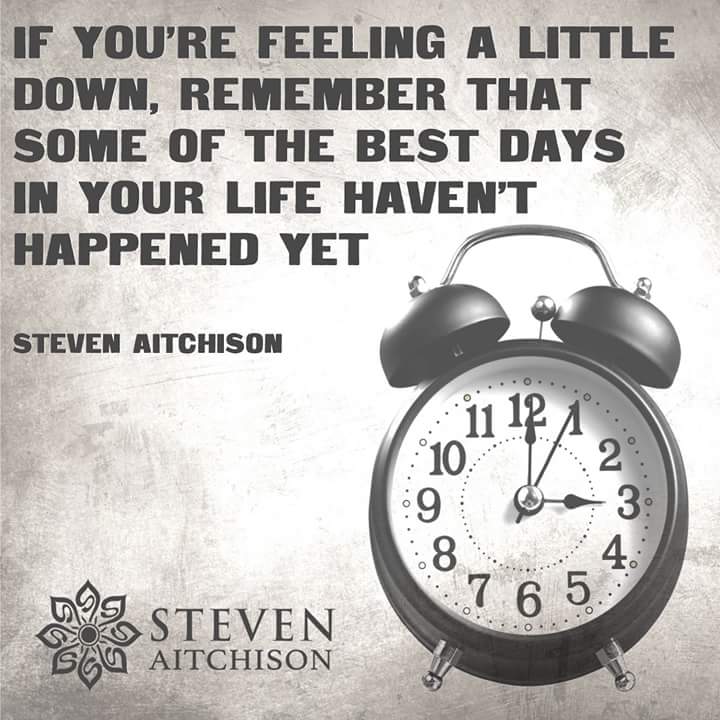 IF YOU'RE FEELING A LITTLE
DOWN, REMEMBER THAT
SOME OF THE BEST DAYS
IN YOUR LIFE HAVEN'T
HAPPENED YET
STEVEN AITCHISON
12
1
2
3
4
5
6
7
8
9
10
11
STEVEN
AITCHISON